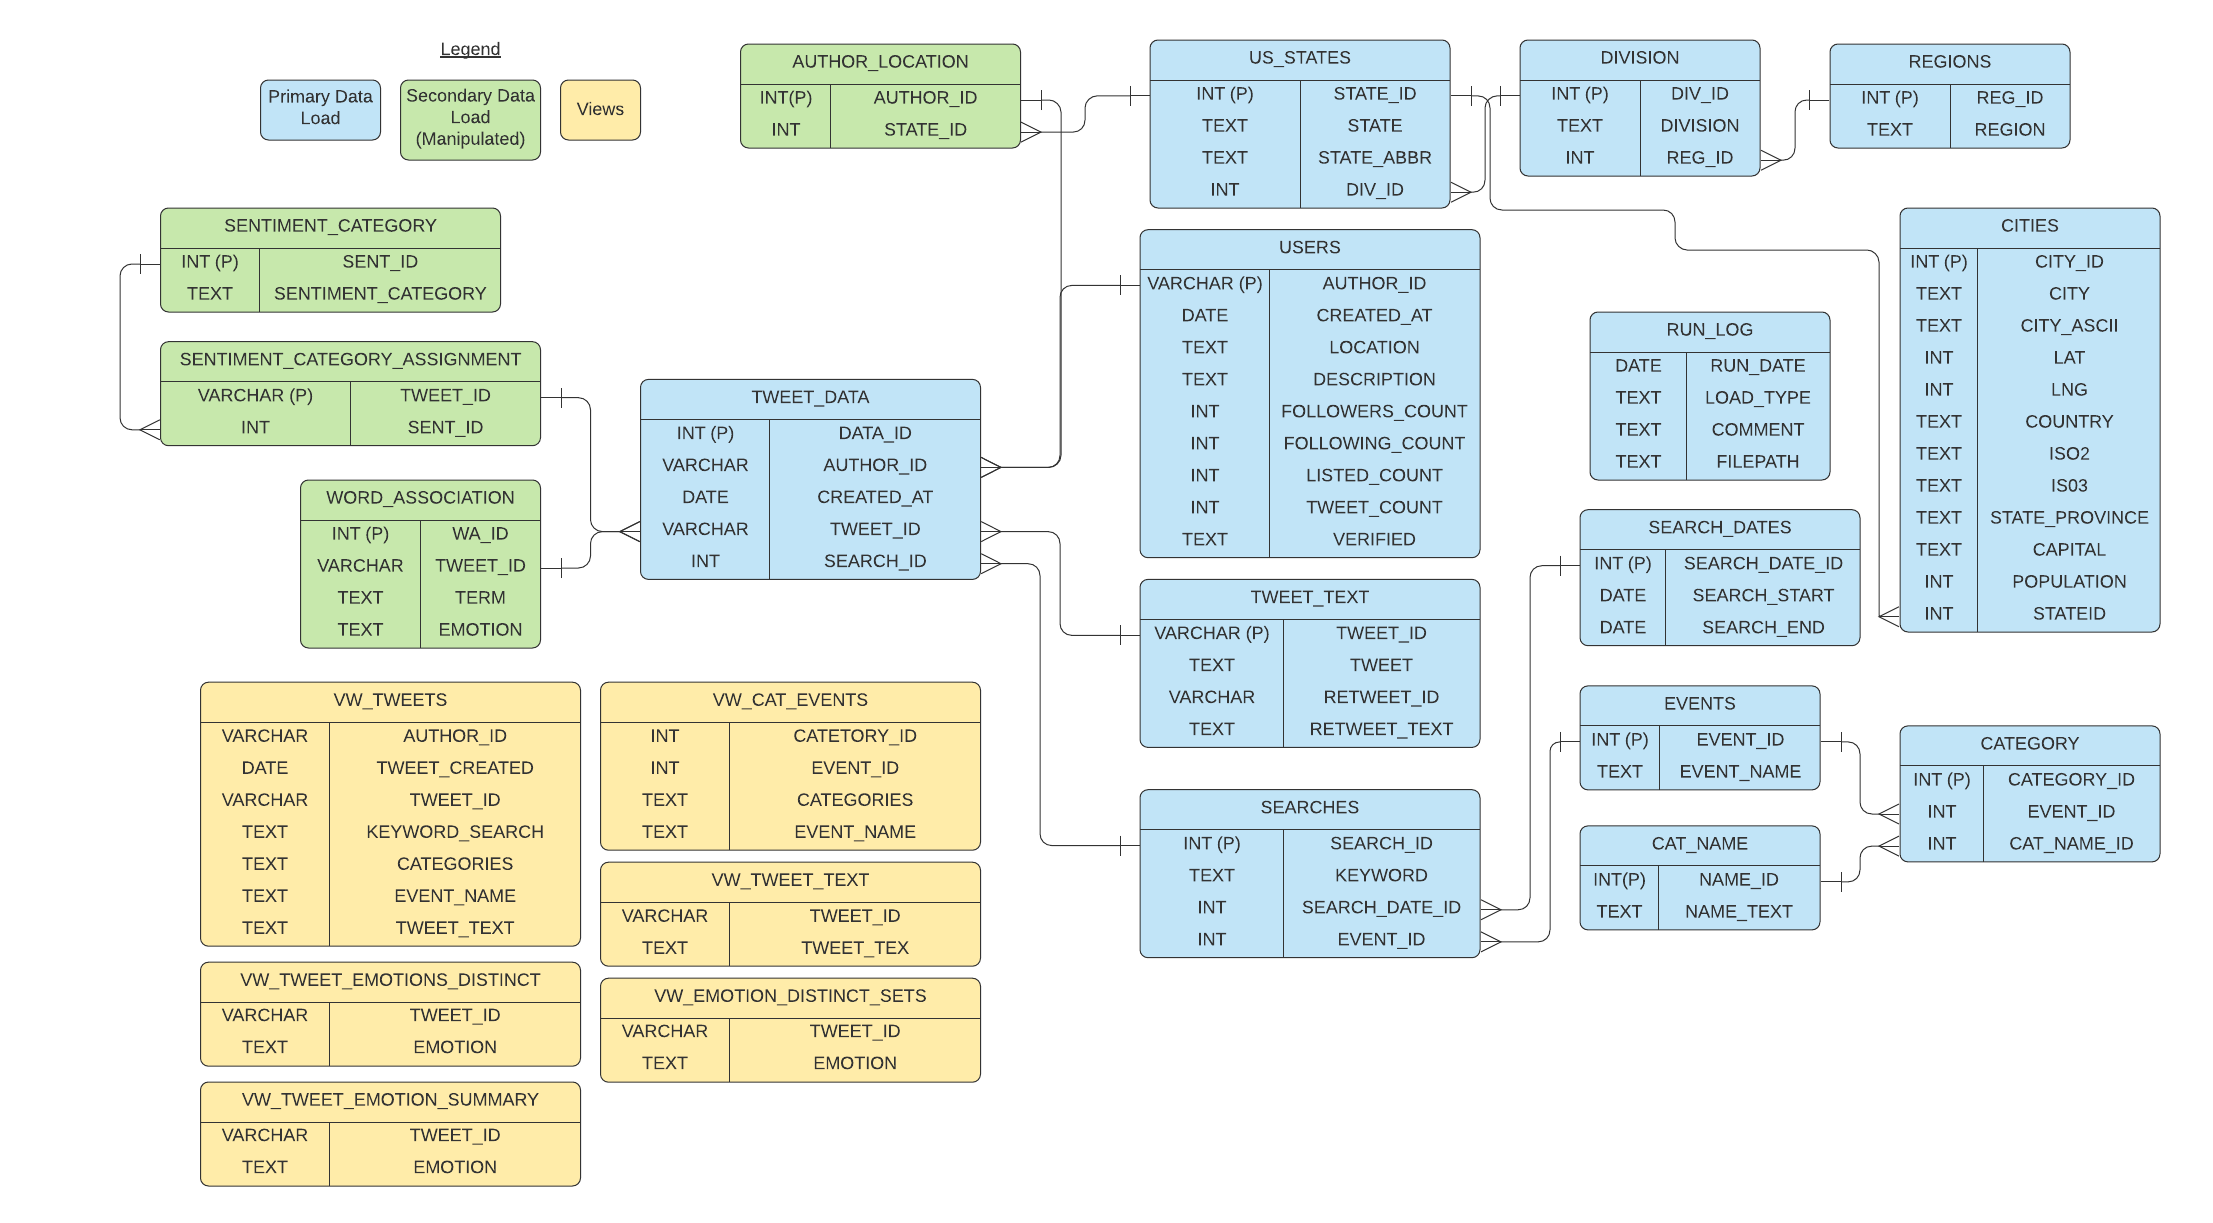 Legend
Primary Data
Load
Secondary Data
Load
(Manipulated)
Views
AUTHOR_LOCATION
INT(P) AUTHOR_ID
INT STATE_ID
US_STATES
INT (P) STATE_ID
TEXT STATE
TEXT STATE_ABBR
INT DIV_ID
DIVISION
INT (P) DIV_ID
TEXT DIVISION
INT REG_ID
REGIONS
INT (P) REG_ID
TEXT REGION
SENTIMENT_CATEGORY
INT (P) SENT_ID
TEXT SENTIMENT_CATEGORY
SENTIMENT_CATEGORY_ASSIGNMENT
VARCHAR (P) TWEET_ID
INT SENT_ID
WORD_ASSOCIATION
INT (P) WA_ID
VARCHAR TWEET_ID
TEXT TERM
TEXT EMOTION
TWEET_DATA
INT (P) DATA_ID
VARCHAR AUTHOR_ID
DATE CREATED_AT
VARCHAR TWEET_ID
INT SEARCH_ID
USERS
VARCHAR (P) AUTHOR_ID
DATE CREATED_AT
TEXT LOCATION
TEXT DESCRIPTION
INT FOLLOWERS_COUNT
INT FOLLOWING_COUNT
INT LISTED_COUNT
INT TWEET_COUNT
TEXT VERIFIED
RUN_LOG
DATE RUN_DATE
TEXT LOAD_TYPE
TEXT COMMENT
TEXT FILEPATH
CITIES
INT (P) CITY_ID
TEXT CITY
TEXT CITY_ASCII
INT LAT
INT LNG
TEXT COUNTRY
TEXT ISO2
TEXT IS03
TEXT STATE_PROVINCE
TEXT CAPITAL
INT POPULATION
INT STATEID
SEARCH_DATES
INT (P) SEARCH_DATE_ID
DATE SEARCH_START
DATE SEARCH_END
TWEET_TEXT
VARCHAR (P) TWEET_ID
TEXT TWEET
VARCHAR RETWEET_ID
TEXT RETWEET_TEXT
EVENTS
INT (P) EVENT_ID
TEXT EVENT_NAME
CATEGORY
INT (P) CATEGORY_ID
INT EVENT_ID
INT CAT_NAME_ID
CAT_NAME
INT(P) NAME_ID
TEXT NAME_TEXT
SEARCHES
INT (P) SEARCH_ID
TEXT KEYWORD
INT SEARCH_DATE_ID
INT EVENT_ID
VW_TWEETS
VARCHAR AUTHOR_ID
DATE TWEET_CREATED
VARCHAR TWEET_ID
TEXT KEYWORD_SEARCH
TEXT CATEGORIES
TEXT EVENT_NAME
TEXT TWEET_TEXT
VW_CAT_EVENTS
INT CATETORY_ID
INT EVENT_ID
TEXT CATEGORIES
TEXT EVENT_NAME
VW_TWEET_TEXT
VARCHAR TWEET_ID
TEXT TWEET_TEX
VW_TWEET_EMOTIONS_DISTINCT
VARCHAR TWEET_ID
TEXT EMOTION
VW_EMOTION_DISTINCT_SETS
VARCHAR TWEET_ID
TEXT EMOTION
VW_TWEET_EMOTION_SUMMARY
VARCHAR TWEET_ID
TEXT EMOTION